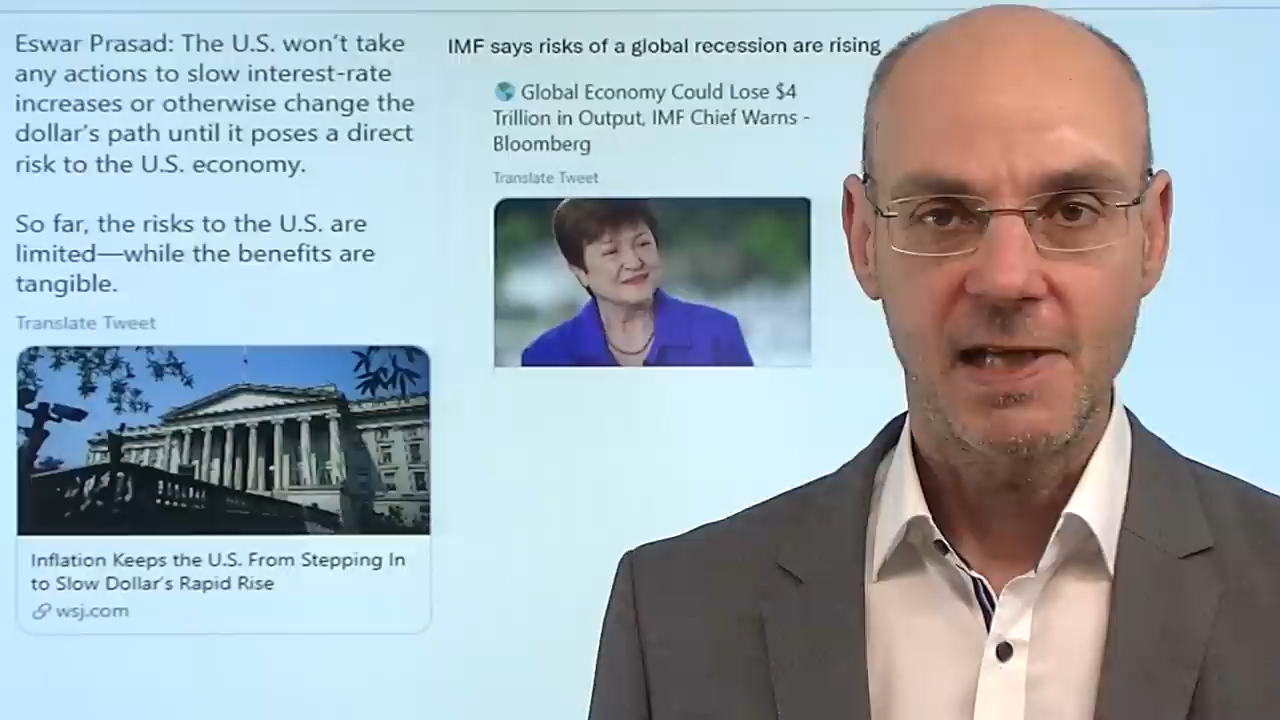 Eswar Prasad: The U.S. won't take
any actions to slow interest-rate
increases or otherwise change the
dollar's path until it poses a direct
risk to the U.S. economy.
So far, the risks to the U.S. are
limited—while the benefits are
tangible.
Translate Tweet
Inflation Keeps the U.S. From Stepping In
to Slow Dollar's Rapid Rise
wsj.com
IMF says risks of a global recession are rising
Global Economy Could Lose $4
Trillion in Output, IMF Chief Warns -
Bloomberg
Translate Tweet